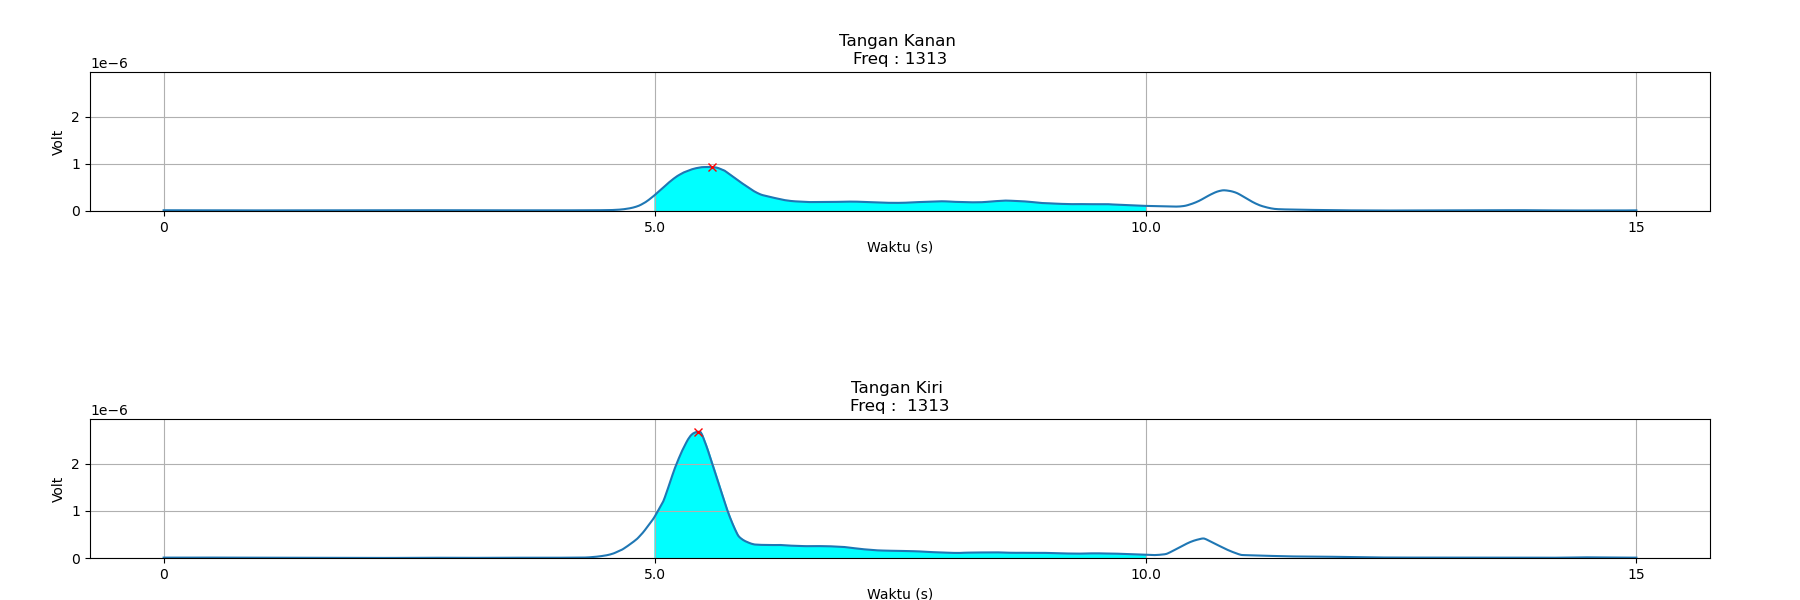 Tangan Kanan
Freq : 1313
1e−6
2
1
0
Volt
0 5.0 10.0 15
Waktu (s)
Tangan Kiri
Freq :  1313
1e−6
2
1
0
Volt
0 5.0 10.0 15
Waktu (s)